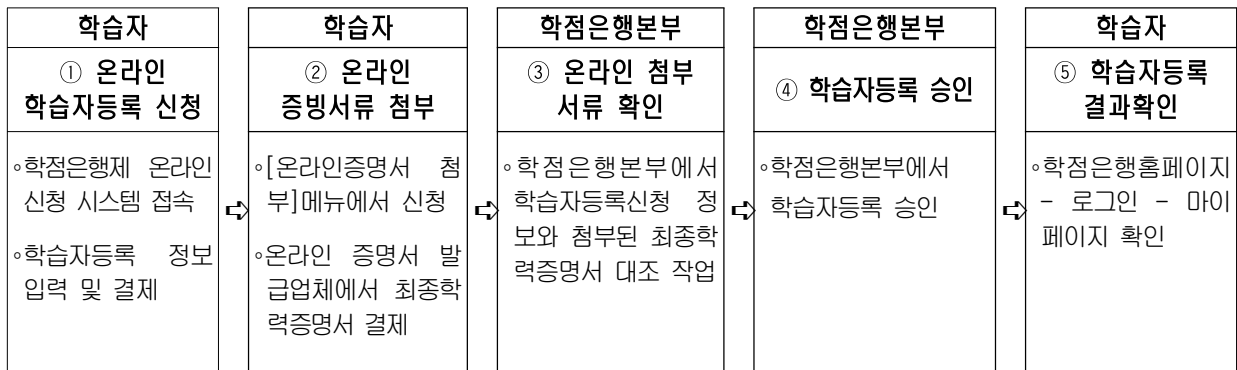 학습자
① 온라인
학습자등록 신청
◦학점은행제 온라인
신청 시스템 접속
◦학습자등록 정보
입력 및 결제
⇨
학습자
② 온라인
증빙서류 첨부
◦[온라인증명서 첨
부]메뉴에서 신청
◦온라인 증명서 발
급업체에서 최종학
력증명서 결제
⇨
학점은행본부
③ 온라인 첨부
서류 확인
◦학점은행본부에서
학습자등록신청 정
보와 첨부된 최종학
력증명서 대조 작업
⇨
학점은행본부
④ 학습자등록 승인
◦학점은행본부에서
학습자등록 승인
⇨
학습자
⑤ 학습자등록
결과확인
◦학점은행홈페이지
- 로그인 - 마이
페이지 확인